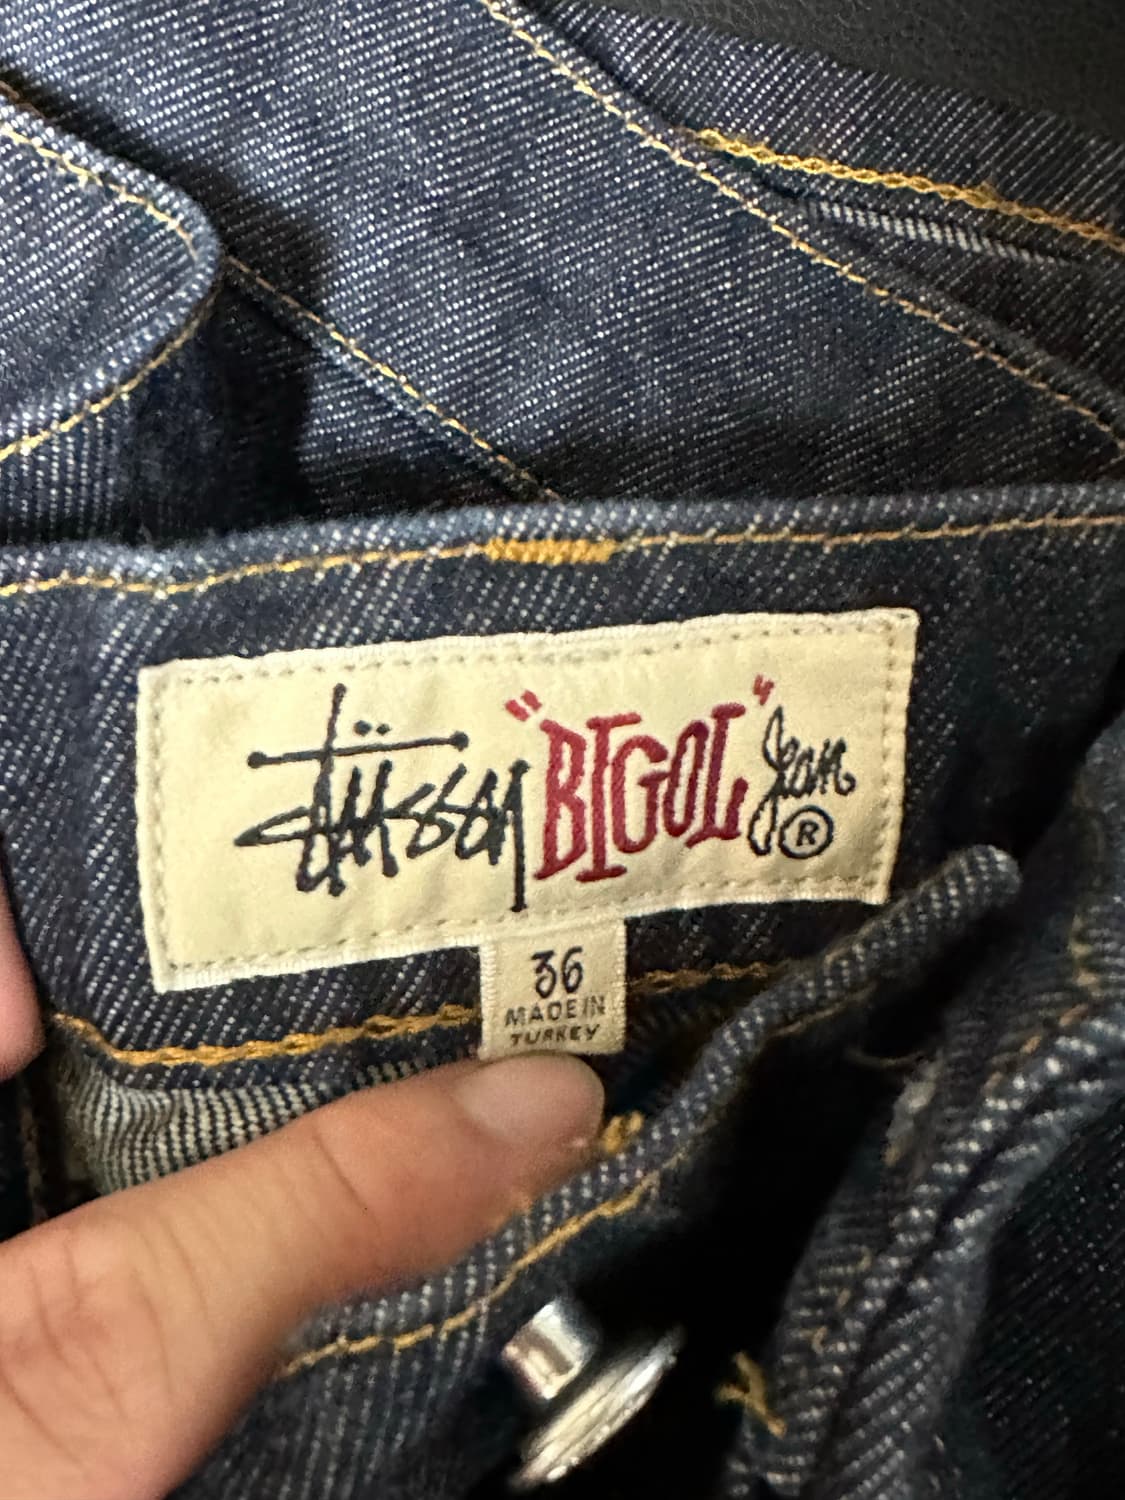 Stüssy "BIGOL" Jean ®
36
MADE IN
TURKEY